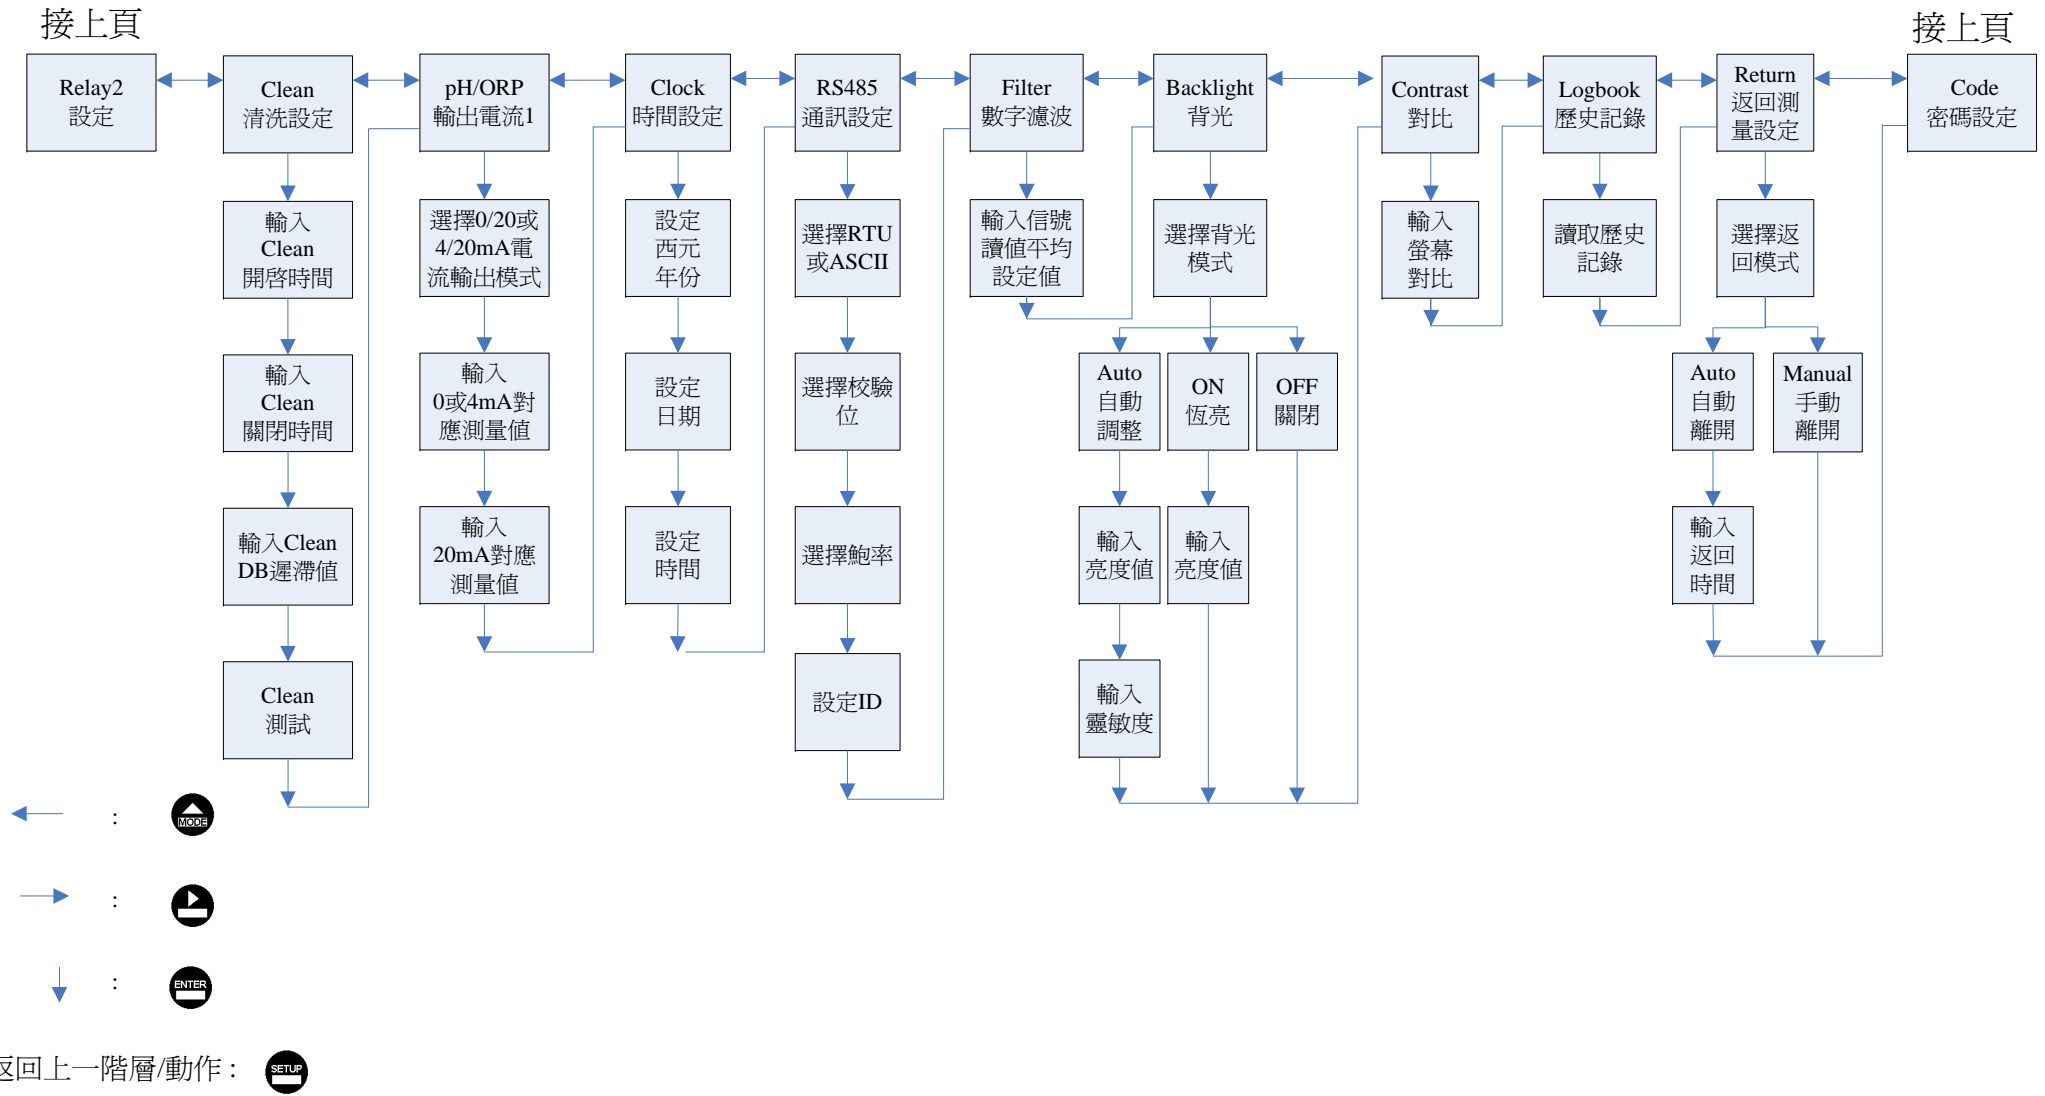 接上頁
接上頁
Relay2
設定
Clean
清洗設定
pH/ORP
輸出電流1
Clock
時間設定
RS485
通訊設定
Filter
數字濾波
Backlight
背光
Contrast
對比
Logbook
歷史記錄
Return
返回測
量設定
Code
密碼設定
輸入
Clean
開啓時間
選擇0/20或
4/20mA電
流輸出模式
設定
西元
年份
選擇RTU
或ASCII
輸入信號
讀值平均
設定值
選擇背光
模式
輸入
螢幕
對比
讀取歷史
記錄
選擇返
回模式
輸入
Clean
關閉時間
輸入
0或4mA對
應測量值
設定
日期
選擇校驗
位
Auto
自動
調整
ON
恆亮
OFF
關閉
Auto
自動
離開
Manual
手動
離開
輸入Clean
DB遲滯值
輸入
20mA對應
測量值
設定
時間
選擇鮑率
輸入
亮度值
輸入
亮度值
輸入
返回
時間
Clean
測試
設定ID
輸入
靈敏度
: MODE
:
: ENTER
返回上一階層/動作 : SETUP